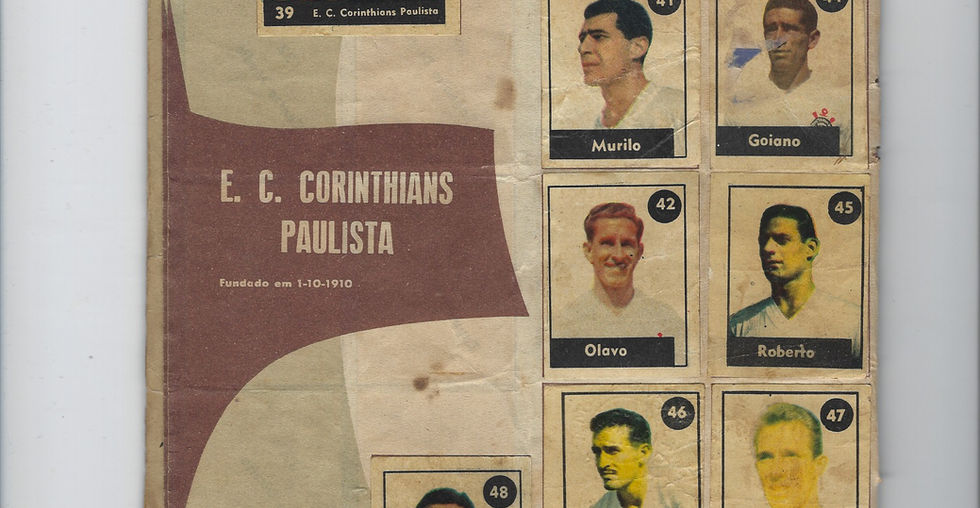 39 E. C. Corinthians Paulista
E. C. CORINTHIANS
PAULISTA
Fundado em 1-10-1910
41
Murilo
44
Goiano
42
Olavo
45
Roberto
46
47
48